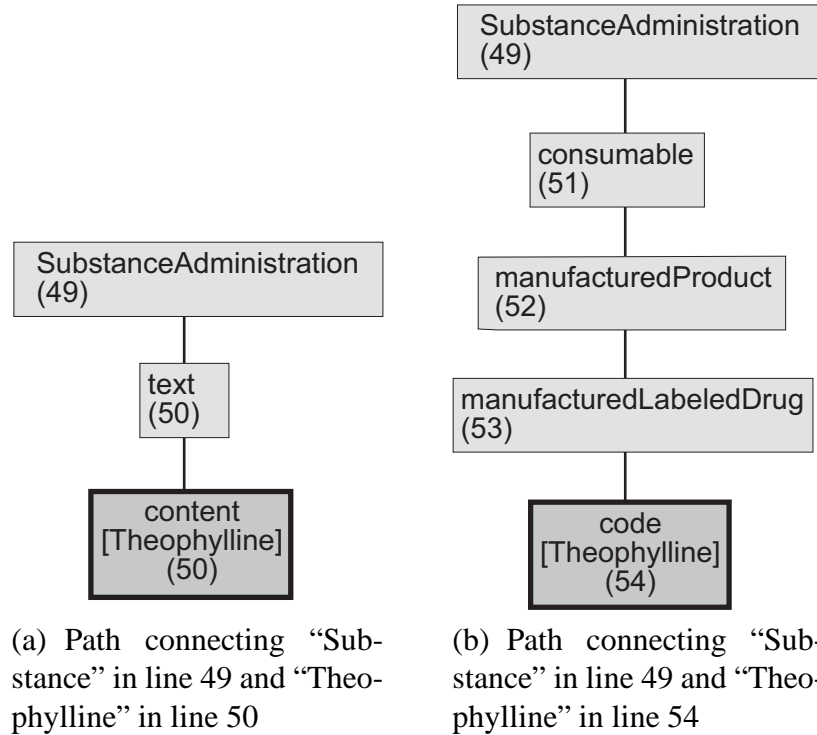 SubstanceAdministration
(49)
text
(50)
content
[Theophylline]
(50)
(a) Path connecting “Sub-
stance” in line 49 and “Theo-
phylline” in line 50
SubstanceAdministration
(49)
consumable
(51)
manufacturedProduct
(52)
manufacturedLabeledDrug
(53)
code
[Theophylline]
(54)
(b) Path connecting “Sub-
stance” in line 49 and “Theo-
phylline” in line 54